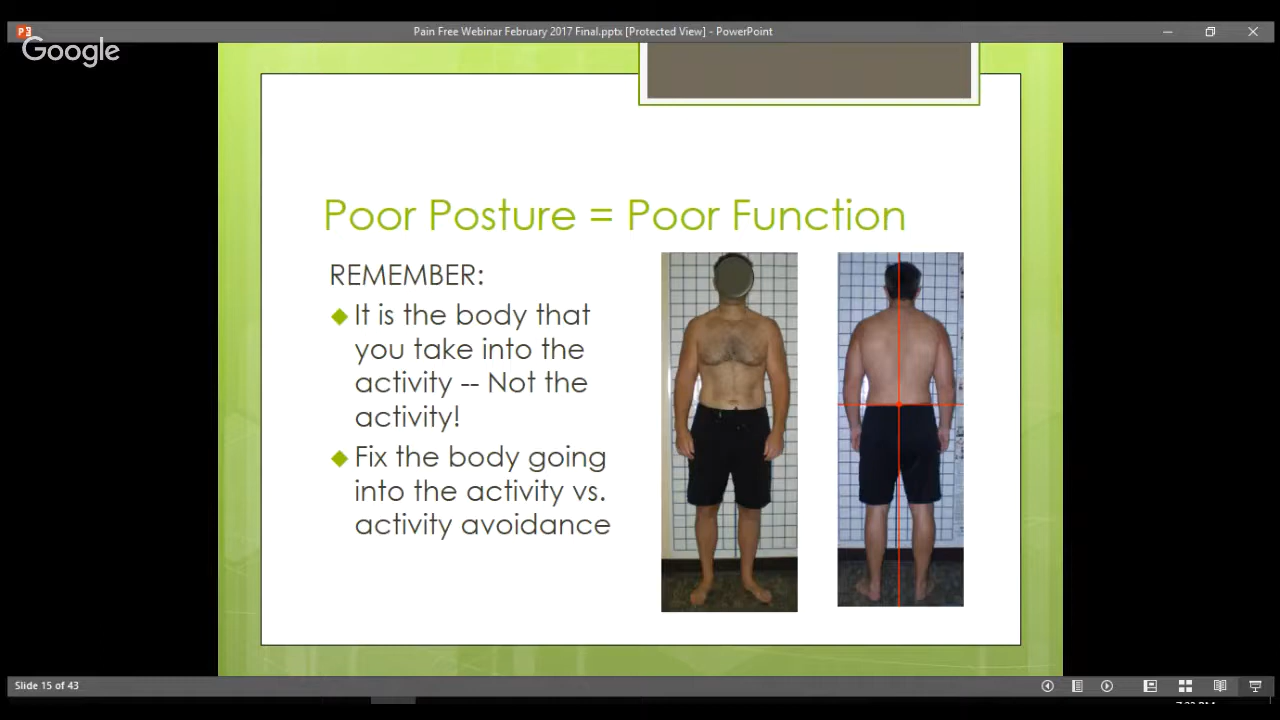 Pain Free Webinar February 2017 Final.pptx [Protected View] - PowerPoint
Google
Poor Posture = Poor Function
REMEMBER:
It is the body that
you take into the
activity -- Not the
activity!
Fix the body going
into the activity vs.
activity avoidance
Slide 15 of 43